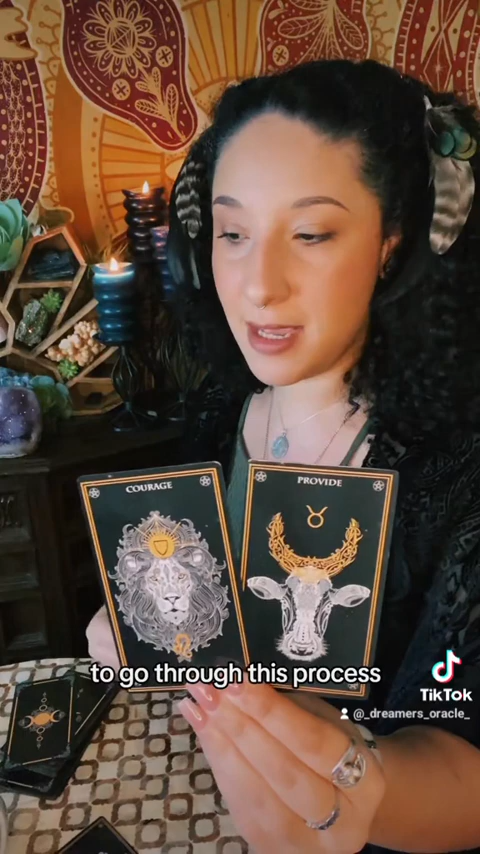 COURAGE
PROVIDE
♉
♌
to go through this process
TikTok
@_dreamers_oracle_